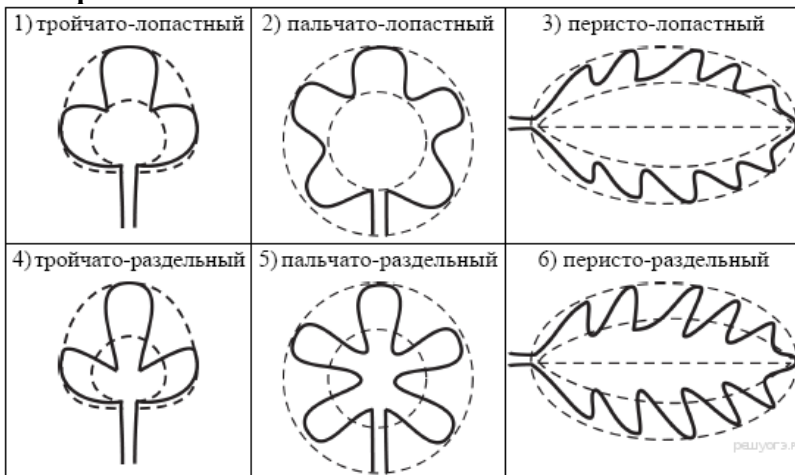 1) тройчато-лопастный
2) пальчато-лопастный
3) перисто-лопастный
4) тройчато-раздельный
5) пальчато-раздельный
6) перисто-раздельный